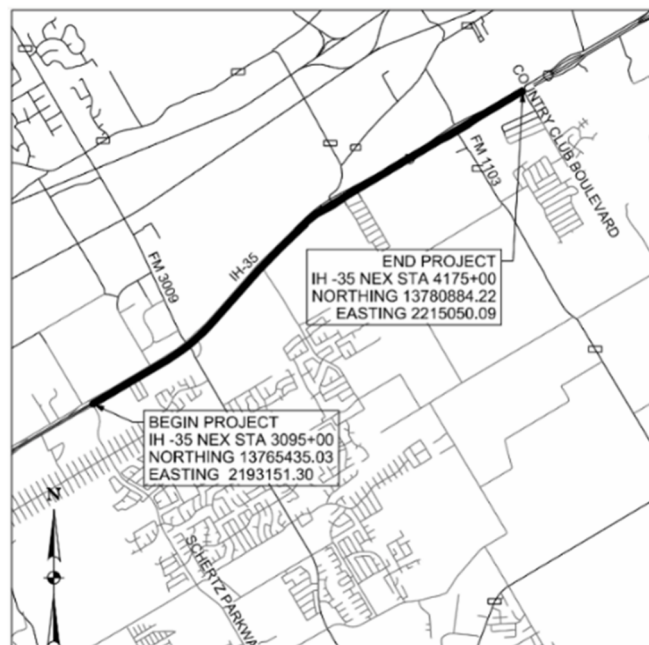 COUNTRY CLUB BOULEVARD
FM 1103
FM 3009
IH-35
END PROJECT
IH -35 NEX STA 4175+00
NORTHING 13780884.22
EASTING 2215050.09
BEGIN PROJECT
IH -35 NEX STA 3095+00
NORTHING 13765435.03
EASTING 2193151.30
N
SCHERTZ PARKWA